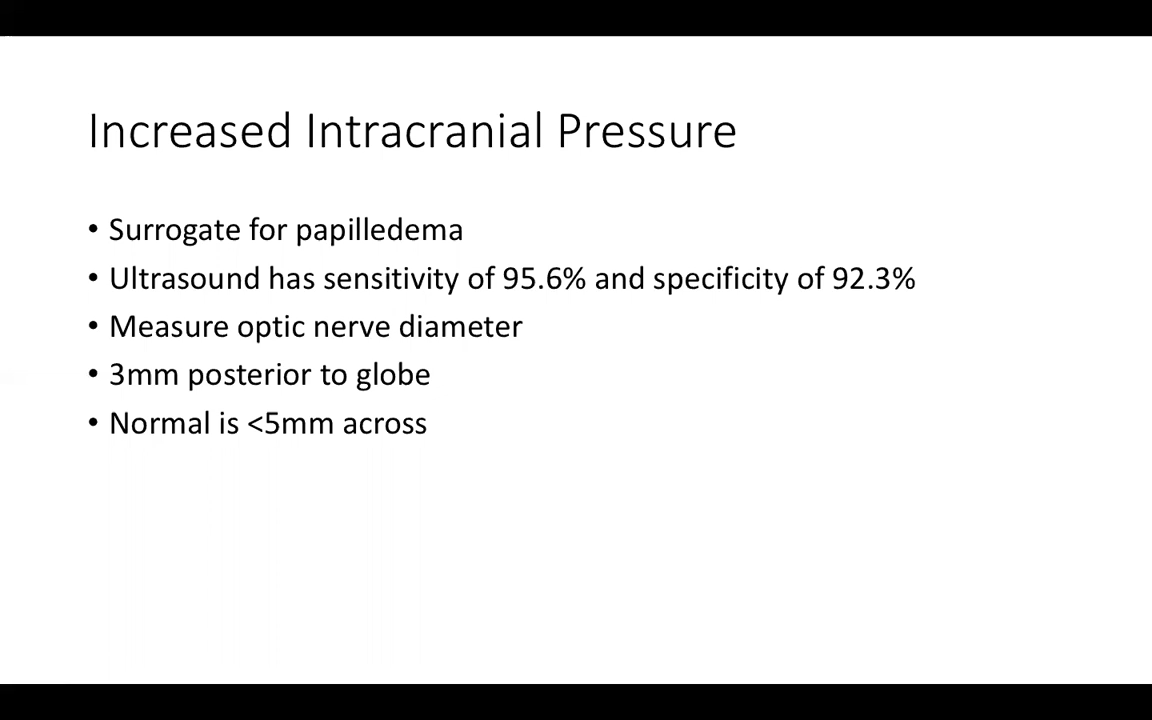 Increased Intracranial Pressure
• Surrogate for papilledema
• Ultrasound has sensitivity of 95.6% and specificity of 92.3%
• Measure optic nerve diameter
• 3mm posterior to globe
• Normal is <5mm across